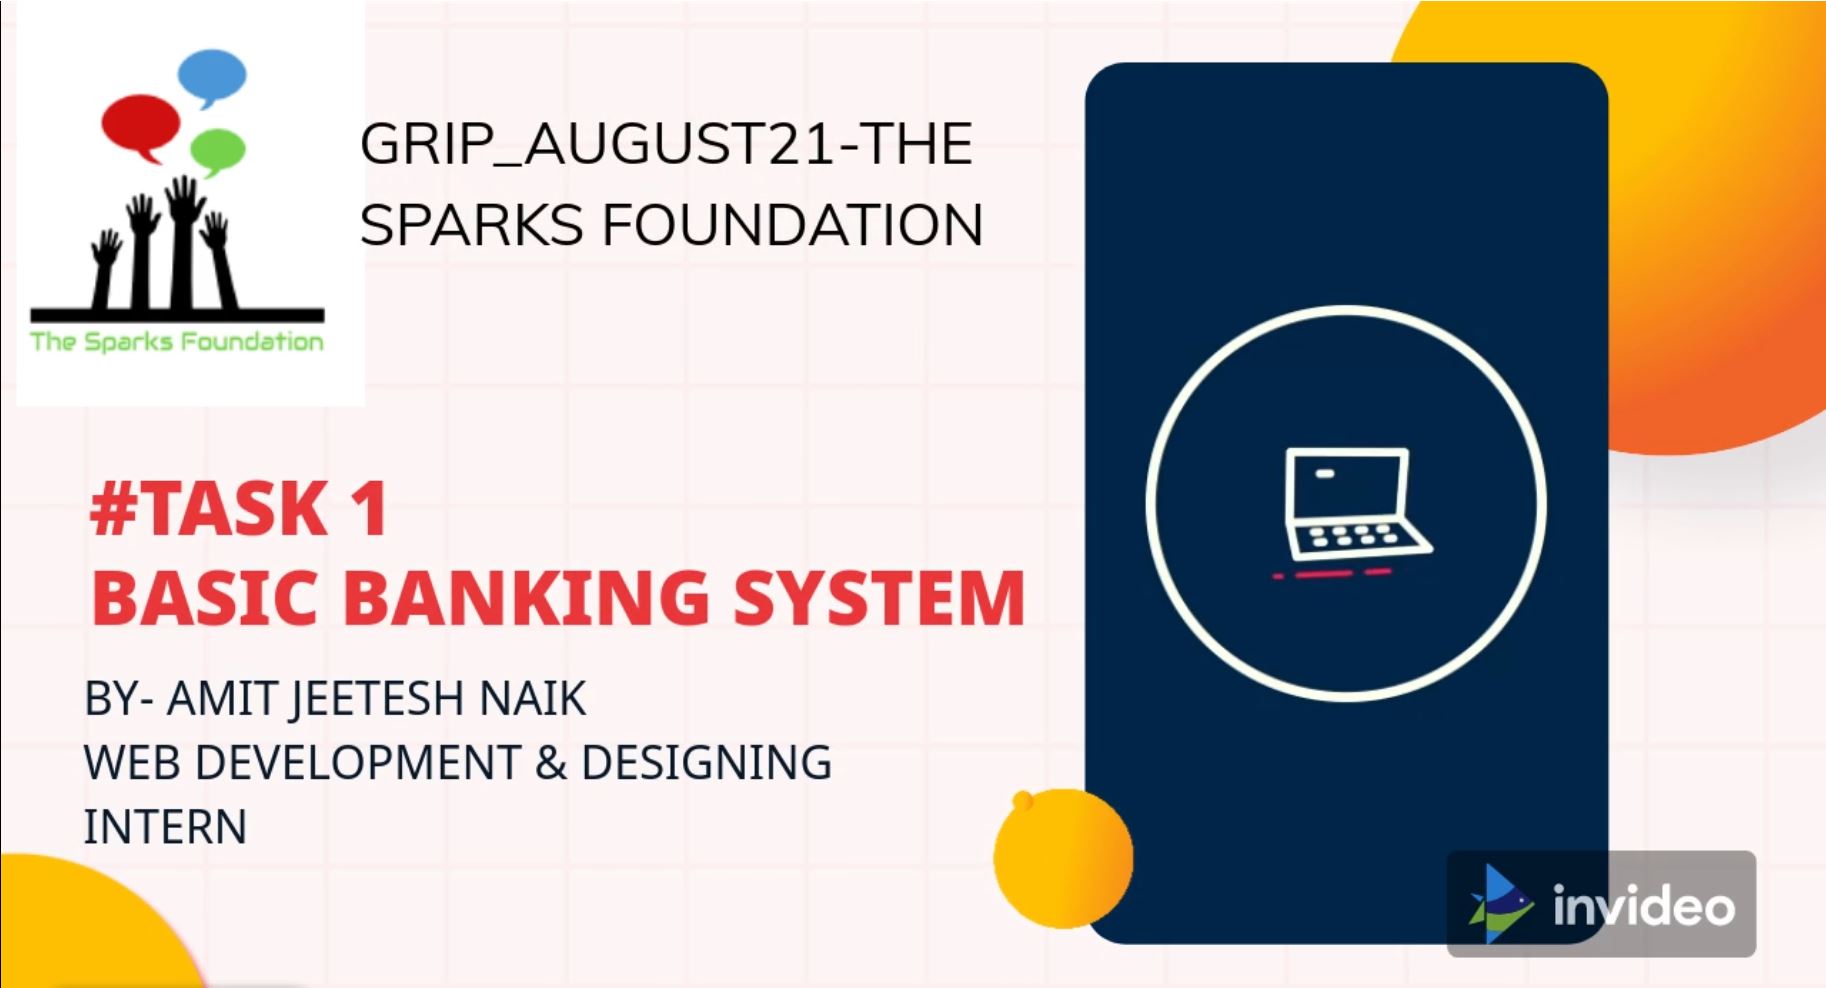 The Sparks Foundation
GRIP_AUGUST21-THE
SPARKS FOUNDATION
#TASK 1
BASIC BANKING SYSTEM
BY- AMIT JEETESH NAIK
WEB DEVELOPMENT & DESIGNING
INTERN
invideo